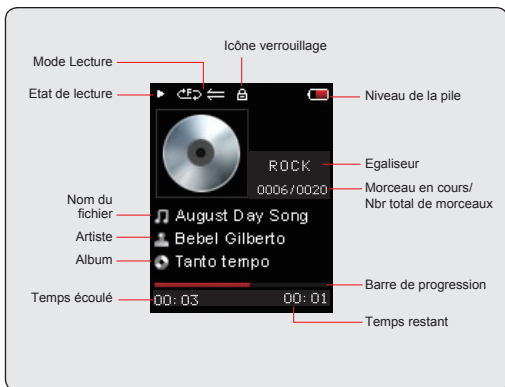 Icône verrouillage
Mode Lecture
Etat de lecture
Niveau de la pile
ROCK
Egaliseur
0006/0020
Morceau en cours/
Nbr total de morceaux
Nom du
fichier
August Day Song
Artiste
Bebel Gilberto
Album
Tanto tempo
Barre de progression
Temps écoulé
00: 03
00: 01
Temps restant